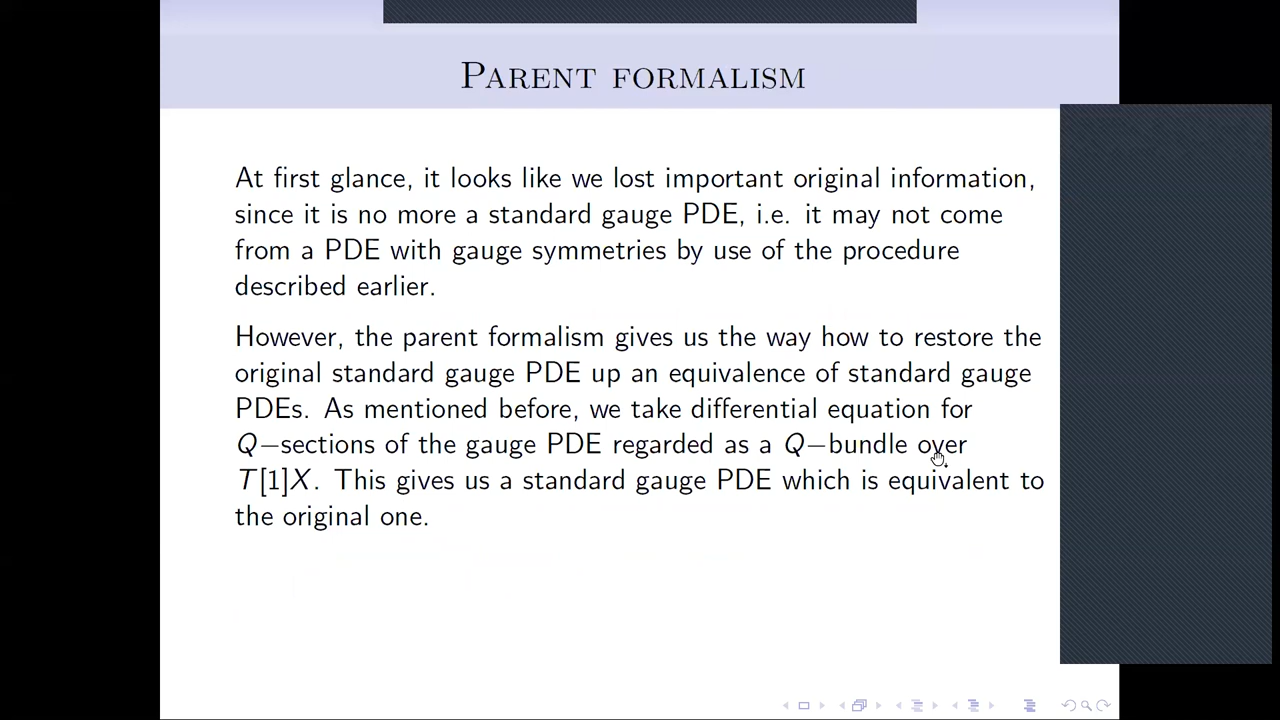 PARENT FORMALISM
At first glance, it looks like we lost important original information,
since it is no more a standard gauge PDE, i.e. it may not come
from a PDE with gauge symmetries by use of the procedure
described earlier.
However, the parent formalism gives us the way how to restore the
original standard gauge PDE up an equivalence of standard gauge
PDEs. As mentioned before, we take differential equation for
Q−sections of the gauge PDE regarded as a Q−bundle over
T[1]X. This gives us a standard gauge PDE which is equivalent to
the original one.